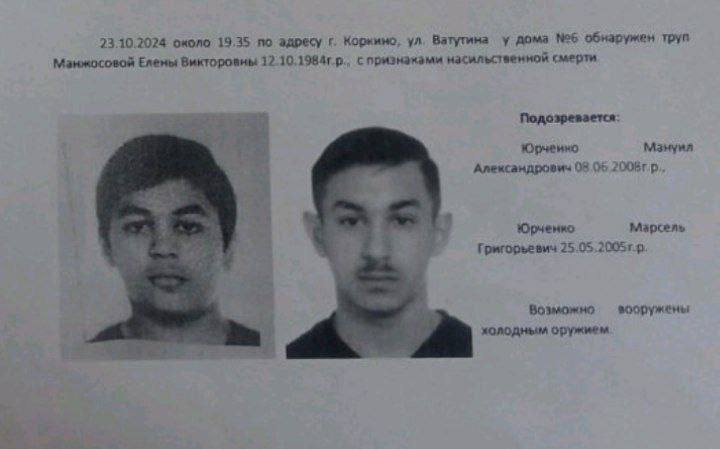 23.10.2024 около 19.35 по адресу г. Коркино, ул. Ватутина у дома №6 обнаружен труп
Манжосовой Елены Викторовны 12.10.1984г.р., с признаками насильственной смерти.
Подозревается:
Юрченко Мануил
Александрович 08.06.2008г.р.,
Юрченко Марсель
Григорьевич 25.05.2005г.р.
Возможно вооружены
холодным оружием.